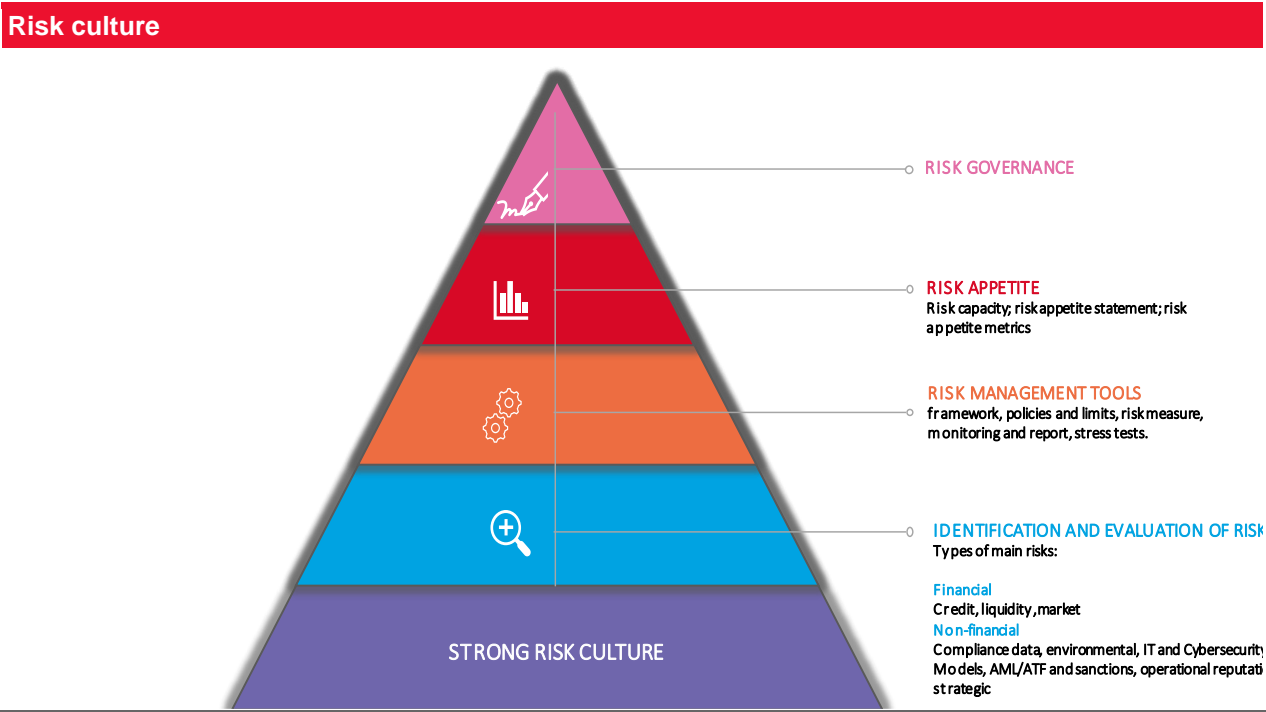 Risk culture
RISK GOVERNANCE
RISK APPETITE
Risk capacity; risk appetite statement; risk
appetite metrics
RISK MANAGEMENT TOOLS
framework, policies and limits, risk measure,
monitoring and report, stress tests.
IDENTIFICATION AND EVALUATION OF RISK
Types of main risks:
Financial
Credit, liquidity ,market
Non-financial
Compliance data, environmental, IT and Cybersecurity
Models, AML/ATF and sanctions, operational reputati
strategic
STRONG RISK CULTURE